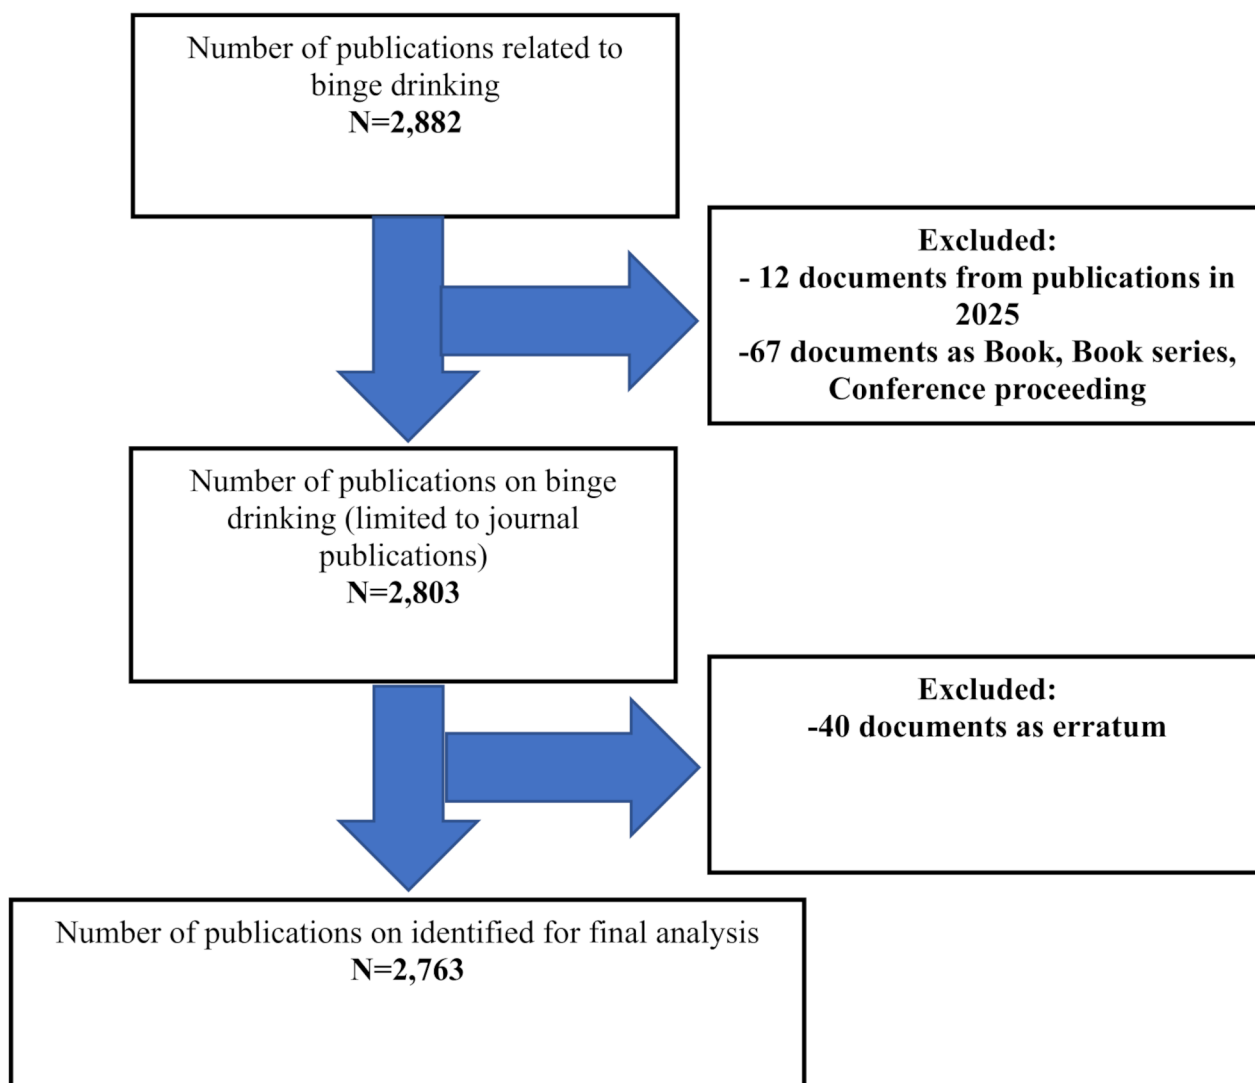 Number of publications related to
binge drinking
N=2,882
Excluded:
- 12 documents from publications in
2025
-67 documents as Book, Book series,
Conference proceeding
Number of publications on binge
drinking (limited to journal
publications)
N=2,803
Excluded:
-40 documents as erratum
Number of publications on identified for final analysis
N=2,763